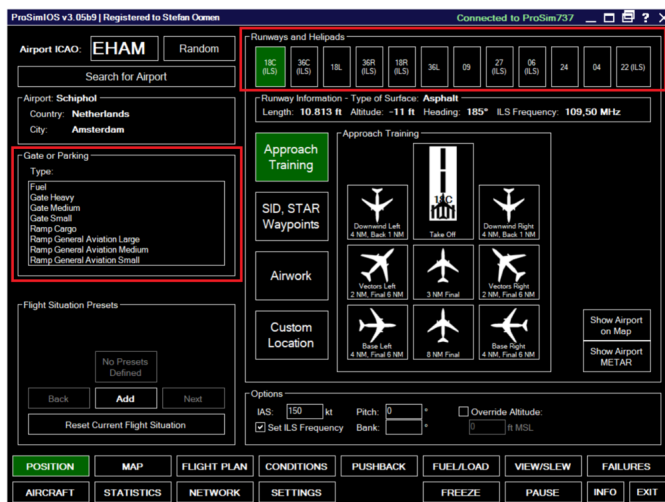 ProSimIOS v3.05b9 | Registered to Stefan Oomen
Connected to ProSim737
Airport ICAO: EHAM Random
Search for Airport
Airport: Schiphol
Country: Netherlands
City: Amsterdam
Gate or Parking
Type:
Fuel
Gate Heavy
Gate Medium
Gate Small
Ramp Cargo
Ramp General Aviation Large
Ramp General Aviation Medium
Ramp General Aviation Small
Flight Situation Presets
No Presets
Defined
Back Add Next
Reset Current Flight Situation
Runways and Helipads
18C (ILS) 36C (ILS) 18L 36R (ILS) 18R (ILS) 36L 09 27 (ILS) 06 (ILS) 24 04 22 (ILS)
Runway Information - Type of Surface: Asphalt
Length: 10.813 ft Altitude: -11 ft Heading: 185° ILS Frequency: 109,50 MHz
Approach
Training
SID, STAR
Waypoints
Airwork
Custom
Location
Approach Training
18C
Downwind Left
4 NM, Back 1 NM
Take Off
Downwind Right
4 NM, Back 1 NM
Vectors Left
2 NM, Final 6 NM
3 NM Final
Vectors Right
2 NM, Final 6 NM
Base Left
4 NM, Final 6 NM
8 NM Final
Base Right
4 NM, Final 6 NM
Show Airport
on Map
Show Airport
METAR
Options
IAS: 150 kt Pitch: 0 ° Override Altitude:
Set ILS Frequency Bank: ° 0 ft MSL
POSITION MAP FLIGHT PLAN CONDITIONS PUSHBACK FUEL/LOAD VIEW/SLEW FAILURES
AIRCRAFT STATISTICS NETWORK SETTINGS FREEZE PAUSE INFO EXIT